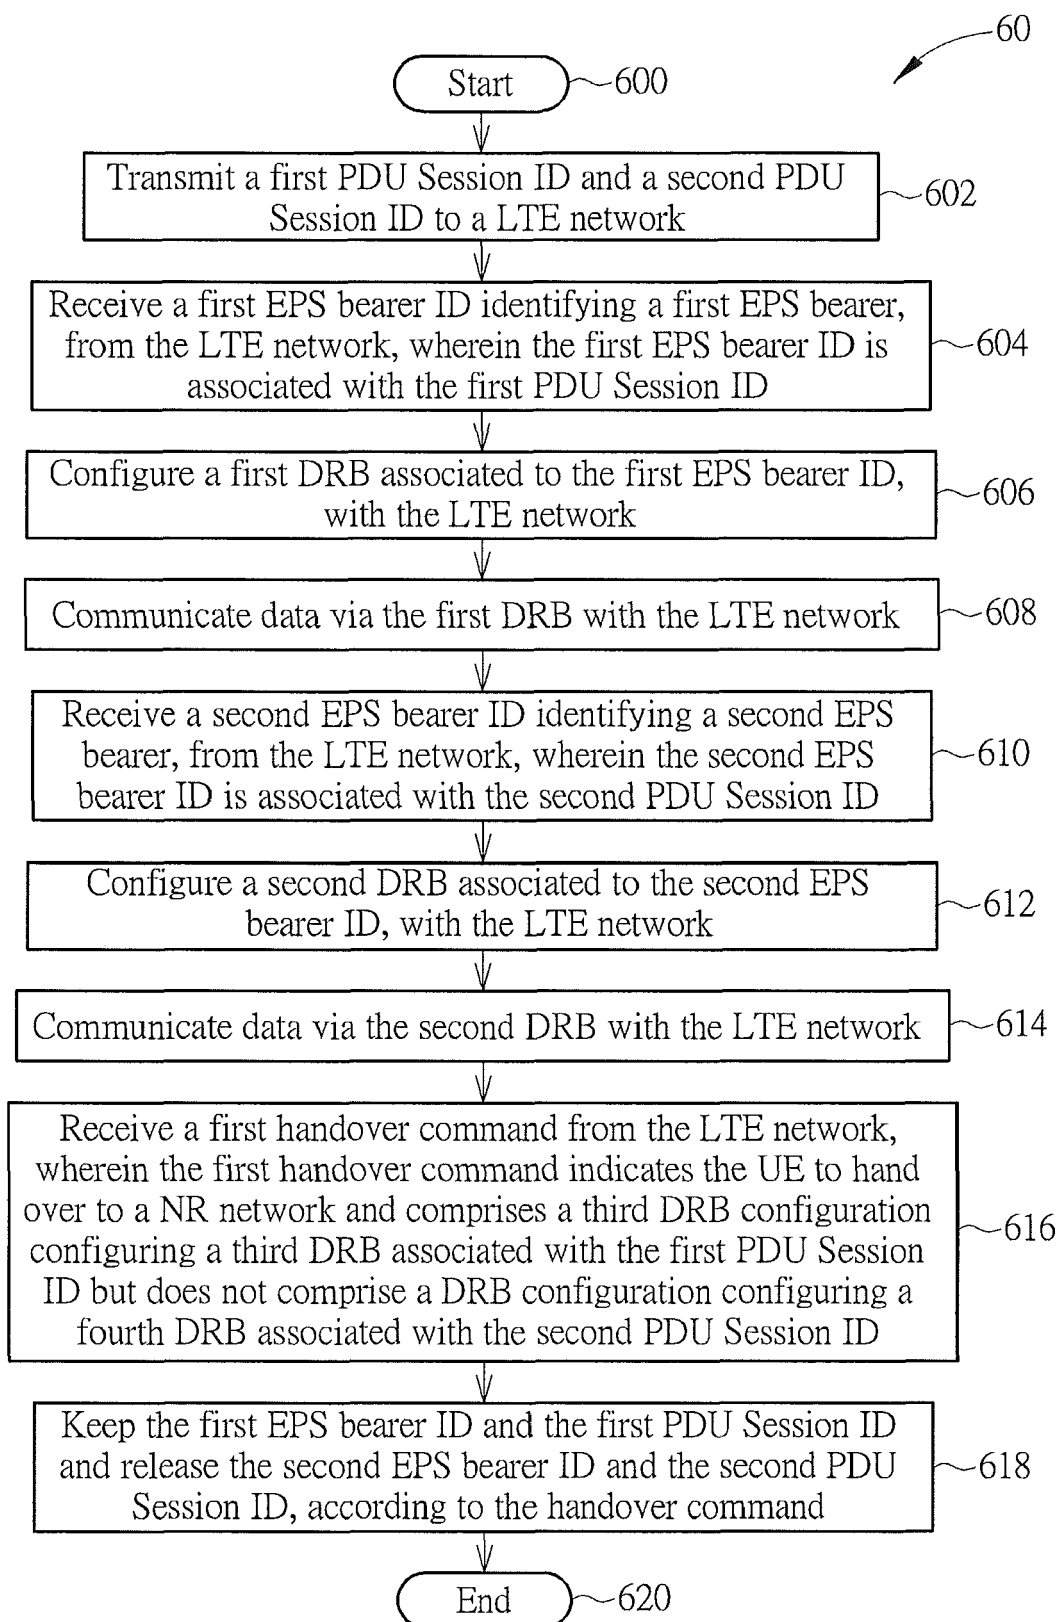 60
Start
600
Transmit a first PDU Session ID and a second PDU
Session ID to a LTE network
602
Receive a first EPS bearer ID identifying a first EPS bearer,
from the LTE network, wherein the first EPS bearer ID is
associated with the first PDU Session ID
604
Configure a first DRB associated to the first EPS bearer ID,
with the LTE network
606
Communicate data via the first DRB with the LTE network
608
Receive a second EPS bearer ID identifying a second EPS
bearer, from the LTE network, wherein the second EPS
bearer ID is associated with the second PDU Session ID
610
Configure a second DRB associated to the second EPS
bearer ID, with the LTE network
612
Communicate data via the second DRB with the LTE network
614
Receive a first handover command from the LTE network,
wherein the first handover command indicates the UE to hand
over to a NR network and comprises a third DRB configuration
configuring a third DRB associated with the first PDU Session
ID but does not comprise a DRB configuration configuring a
fourth DRB associated with the second PDU Session ID
616
Keep the first EPS bearer ID and the first PDU Session ID
and release the second EPS bearer ID and the second PDU
Session ID, according to the handover command
618
End
620